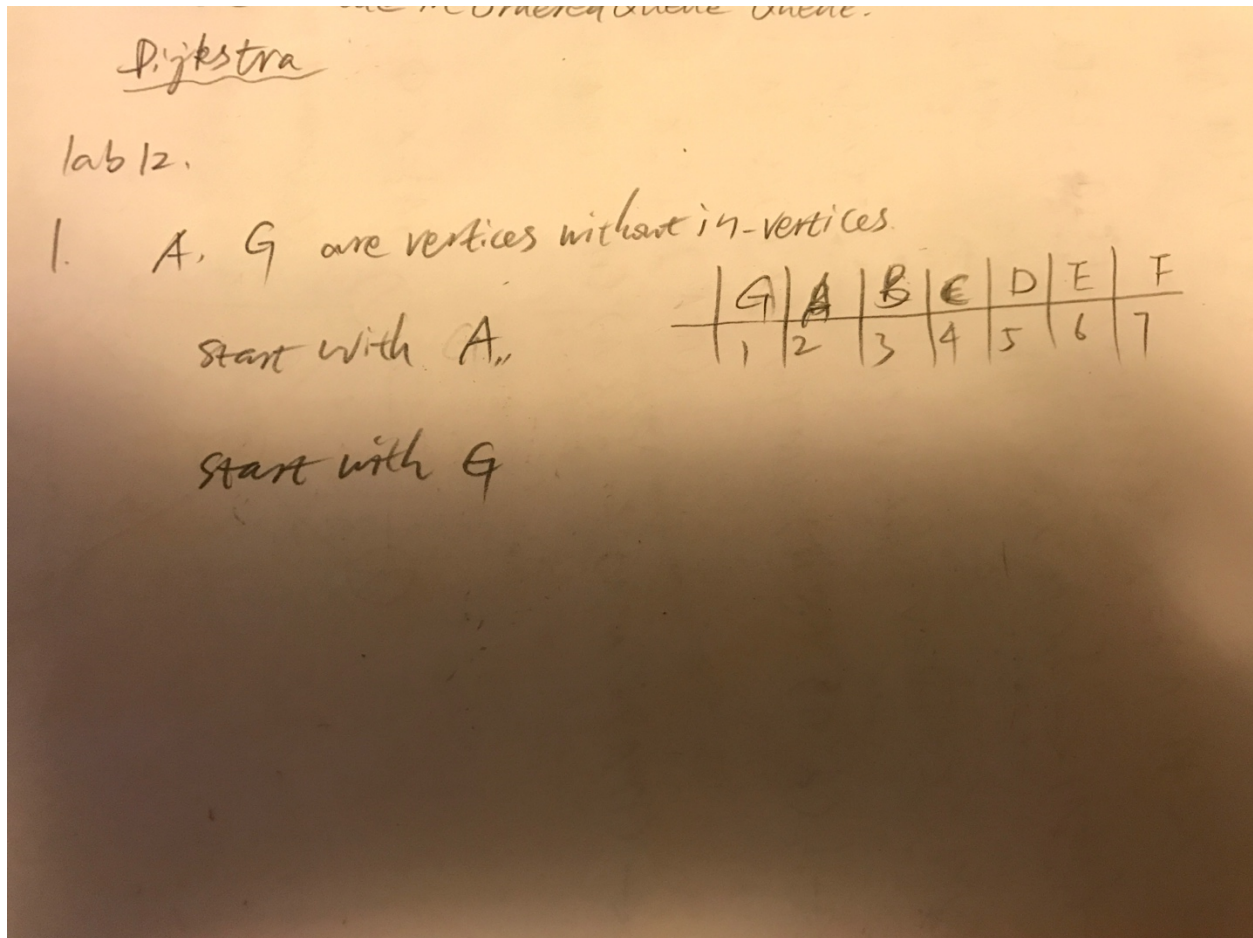 Dijkstra
lab 12.
1. A, G are vertices without in-vertices.
G A B C D E F
start with A,,
1 2 3 4 5 6 7
start with G